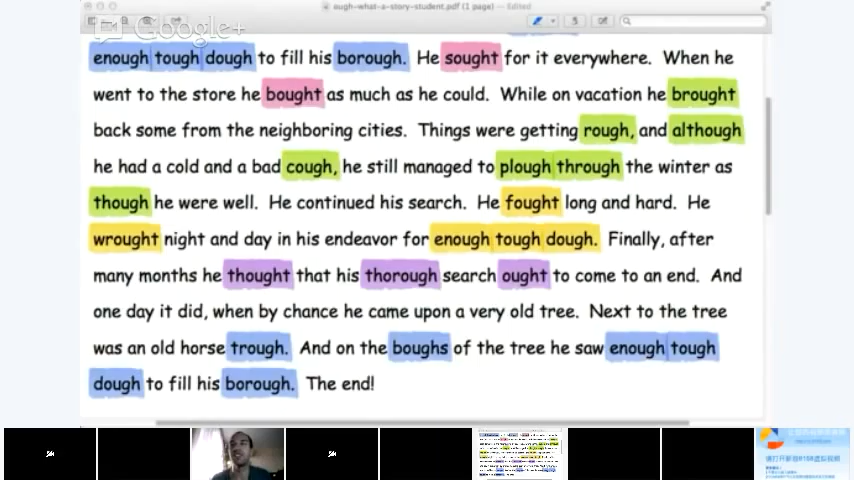 ough-what-a-story-student.pdf (1 page) — Edited
Google+
enough tough dough to fill his borough. He sought for it everywhere. When he
went to the store he bought as much as he could. While on vacation he brought
back some from the neighboring cities. Things were getting rough, and although
he had a cold and a bad cough, he still managed to plough through the winter as
though he were well. He continued his search. He fought long and hard. He
wrought night and day in his endeavor for enough tough dough. Finally, after
many months he thought that his thorough search ought to come to an end. And
one day it did, when by chance he came upon a very old tree. Next to the tree
was an old horse trough. And on the boughs of the tree he saw enough tough
dough to fill his borough. The end!